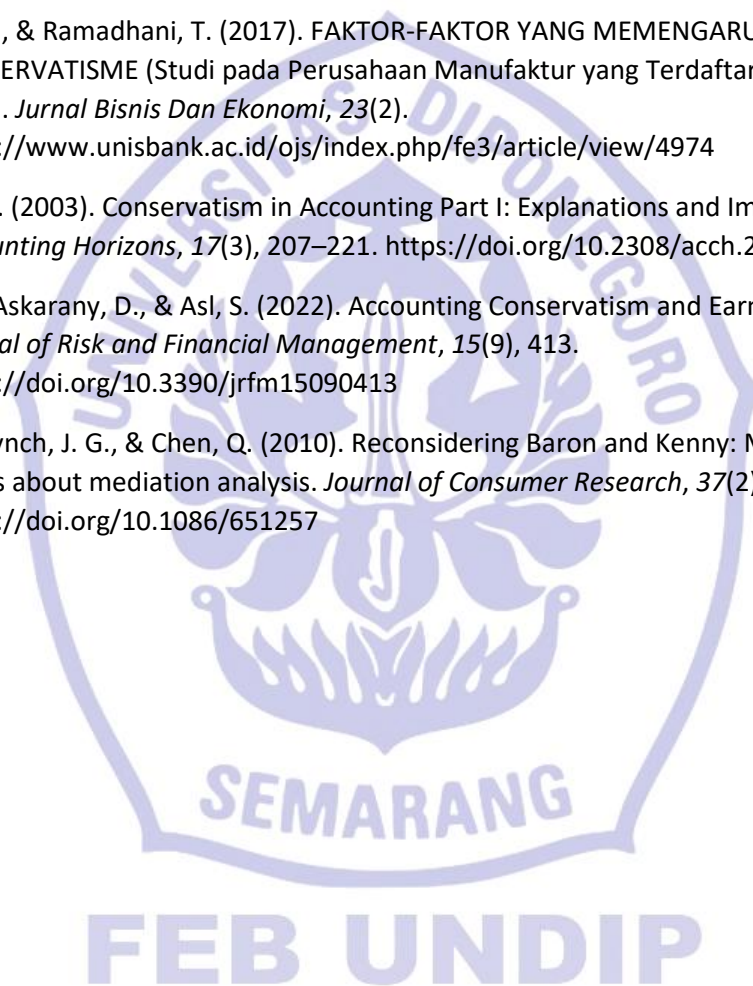 ., & Ramadhani, T. (2017). FAKTOR-FAKTOR YANG MEMENGARU
ERVATISME (Studi pada Perusahaan Manufaktur yang Terdaftar
. Jurnal Bisnis Dan Ekonomi, 23(2).
://www.unisbank.ac.id/ojs/index.php/fe3/article/view/4974
. (2003). Conservatism in Accounting Part I: Explanations and Im
unting Horizons, 17(3), 207–221. https://doi.org/10.2308/acch.2
Askarany, D., & Asl, S. (2022). Accounting Conservatism and Earn
al of Risk and Financial Management, 15(9), 413.
://doi.org/10.3390/jrfm15090413
ynch, J. G., & Chen, Q. (2010). Reconsidering Baron and Kenny: M
s about mediation analysis. Journal of Consumer Research, 37(2)
://doi.org/10.1086/651257
UNIVERSITAS DIPONEGORO
SEMARANG
FEB UNDIP